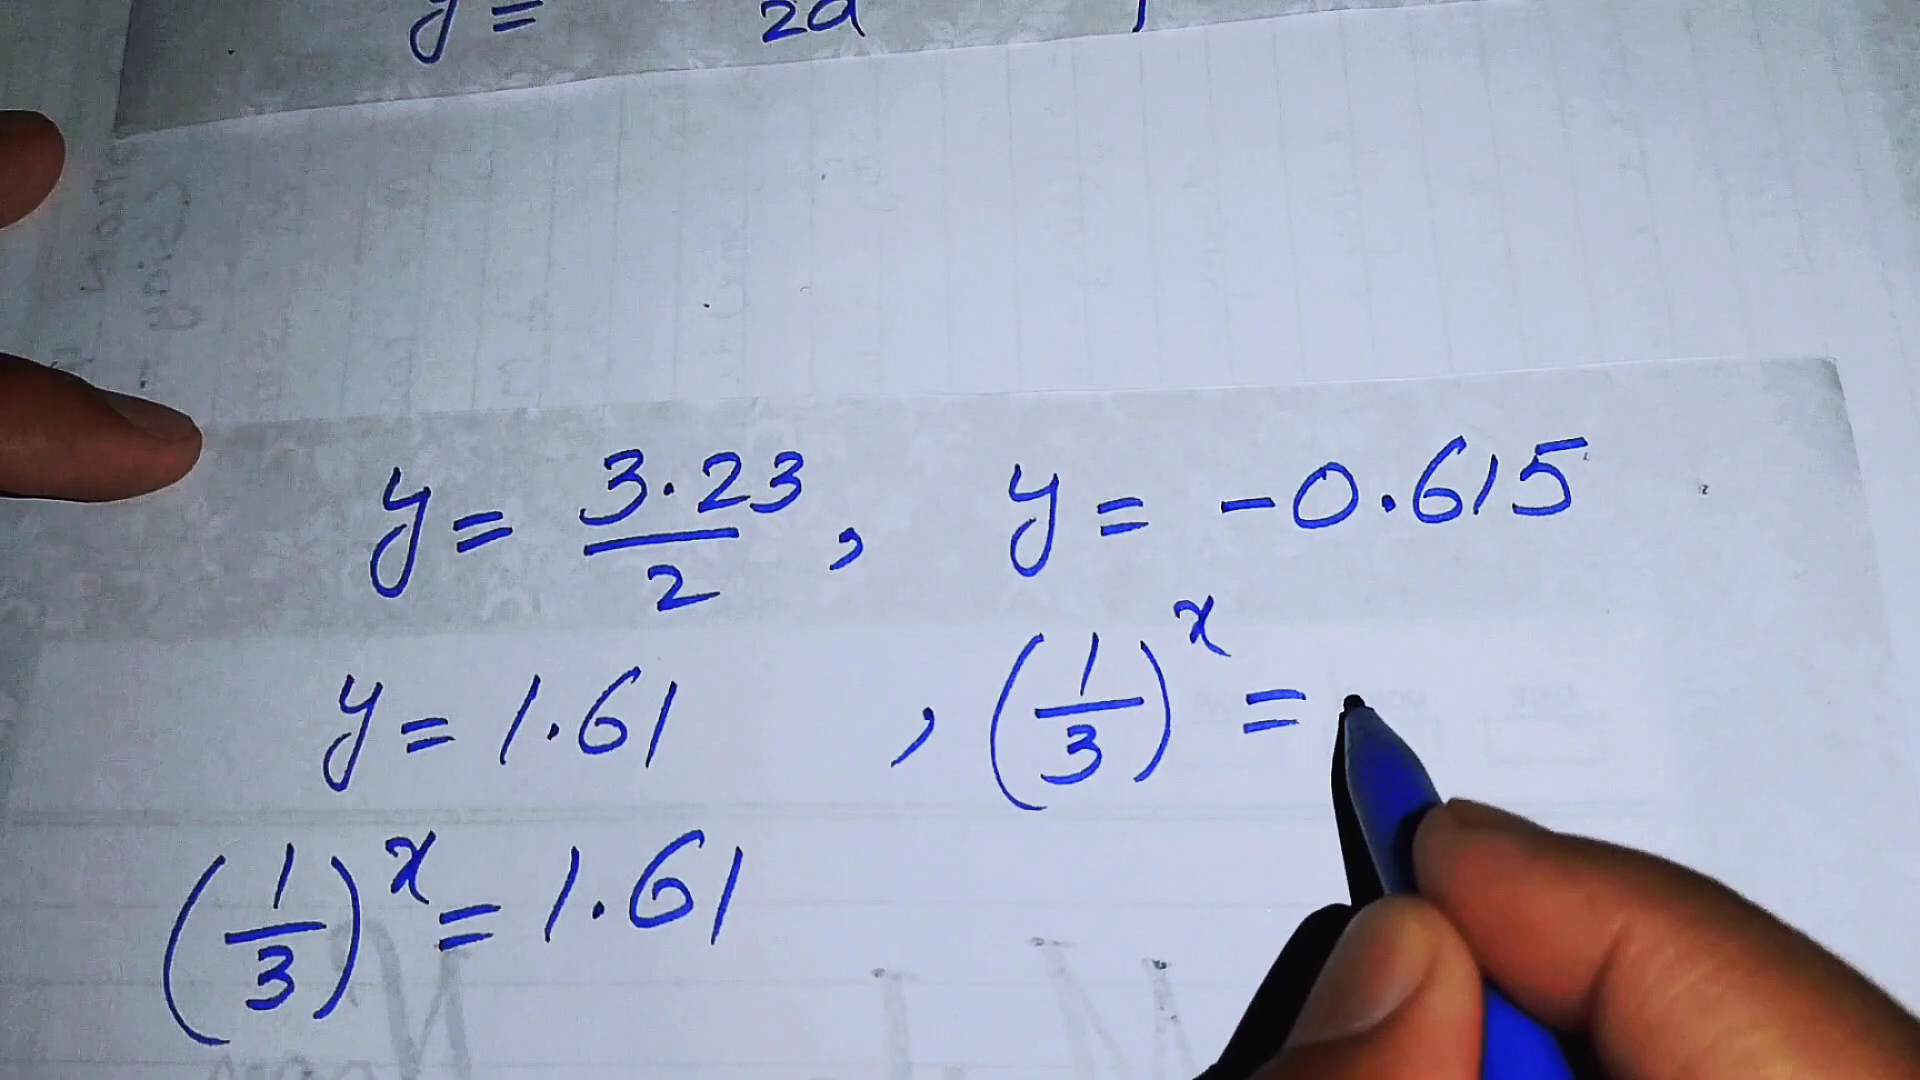 y = 2a
y = 3.23/2 , y = -0.615
y = 1.61 , (1/3)^x =
(1/3)^x = 1.61